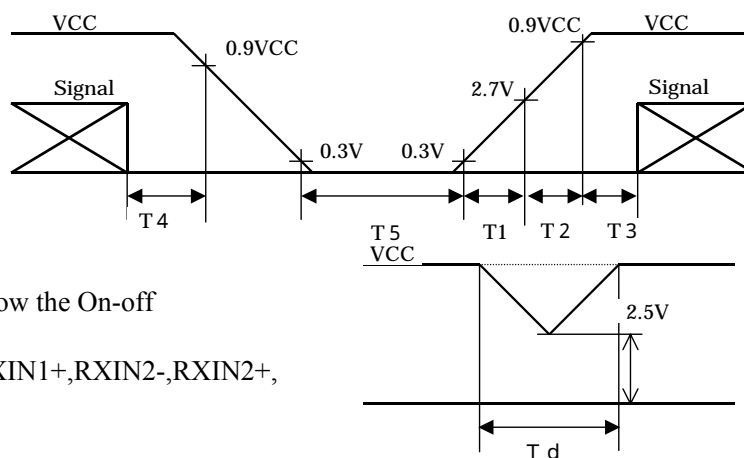 VCC
0.9VCC
VCC
0.9VCC
Signal
2.7V
Signal
0.3V
0.3V
T4
T5
T1
T2
T3
VCC
ow the On-off
2.5V
XIN1+,RXIN2-,RXIN2+,
Td